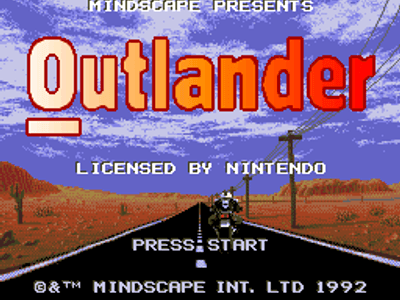 MINDSCAPE PRESENTS
Outlander
LICENSED BY NINTENDO
PRESS START
©&™ MINDSCAPE INT. LTD 1992